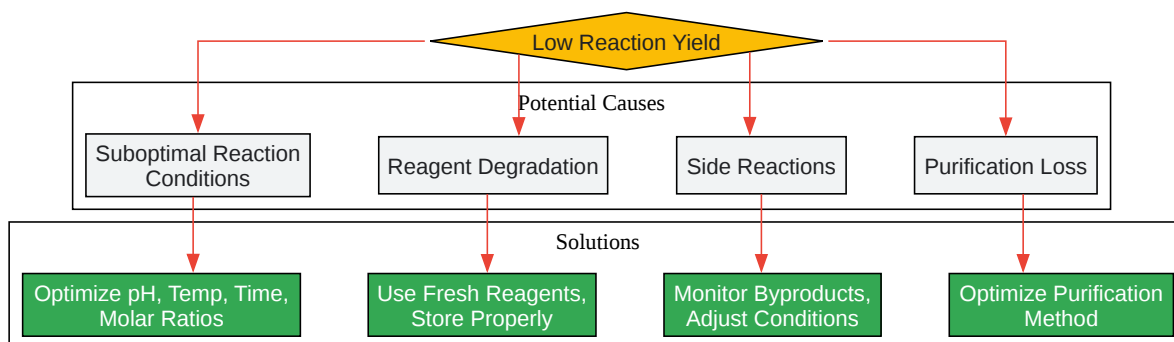 Low Reaction Yield
Potential Causes
Suboptimal Reaction
Conditions
Reagent Degradation
Side Reactions
Purification Loss
Solutions
Optimize pH, Temp, Time,
Molar Ratios
Use Fresh Reagents,
Store Properly
Monitor Byproducts,
Adjust Conditions
Optimize Purification
Method